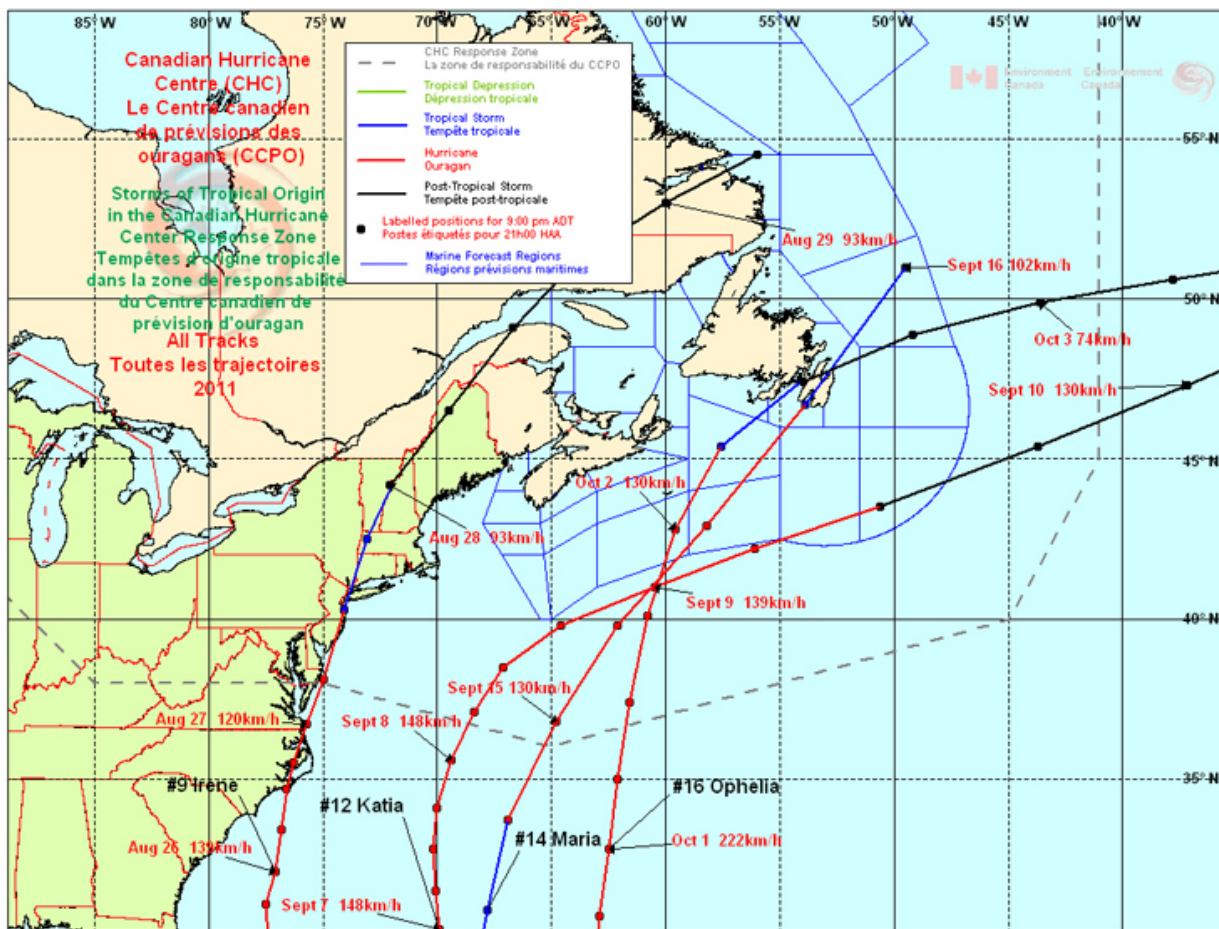 85°W 80°W 75°W 70°W 65°W 60°W 55°W 50°W 45°W 40°W
Canadian Hurricane
Centre (CHC)
Le Centre canadien
de prévisions des
ouragans (CCPO)
Storms of Tropical Origin
in the Canadian Hurricane
Center Response Zone
Tempêtes d'origine tropicale
dans la zone de responsabilité
du Centre canadien de
prévision d'ouragan
All Tracks
Toutes les trajectoires
2011
CHC Response Zone
La zone de responsabilité du CCPO
Tropical Depression
Dépression tropicale
Tropical Storm
Tempête tropicale
Hurricane
Ouragan
Post-Tropical Storm
Tempête post-tropicale
Labelled positions for 9:00 pm ADT
Postes étiquetés pour 21h00 HAA
Marine Forecast Regions
Régions prévisions maritimes
Environment
Canada
Environnement
Canada
55°N
Aug 29 93km/h
Sept 16 102km/h
50°N
Oct 3 74km/h
Sept 10 130km/h
45°N
Oct 2 130km/h
Aug 28 93km/h
Sept 9 139km/h
40°N
Sept 15 130km/h
Aug 27 120km/h
Sept 8 148km/h
35°N
#9 Irene
#12 Katia
#16 Ophelia
#14 Maria
Oct 1 222km/h
Aug 26 139km/h
Sept 7 148km/h